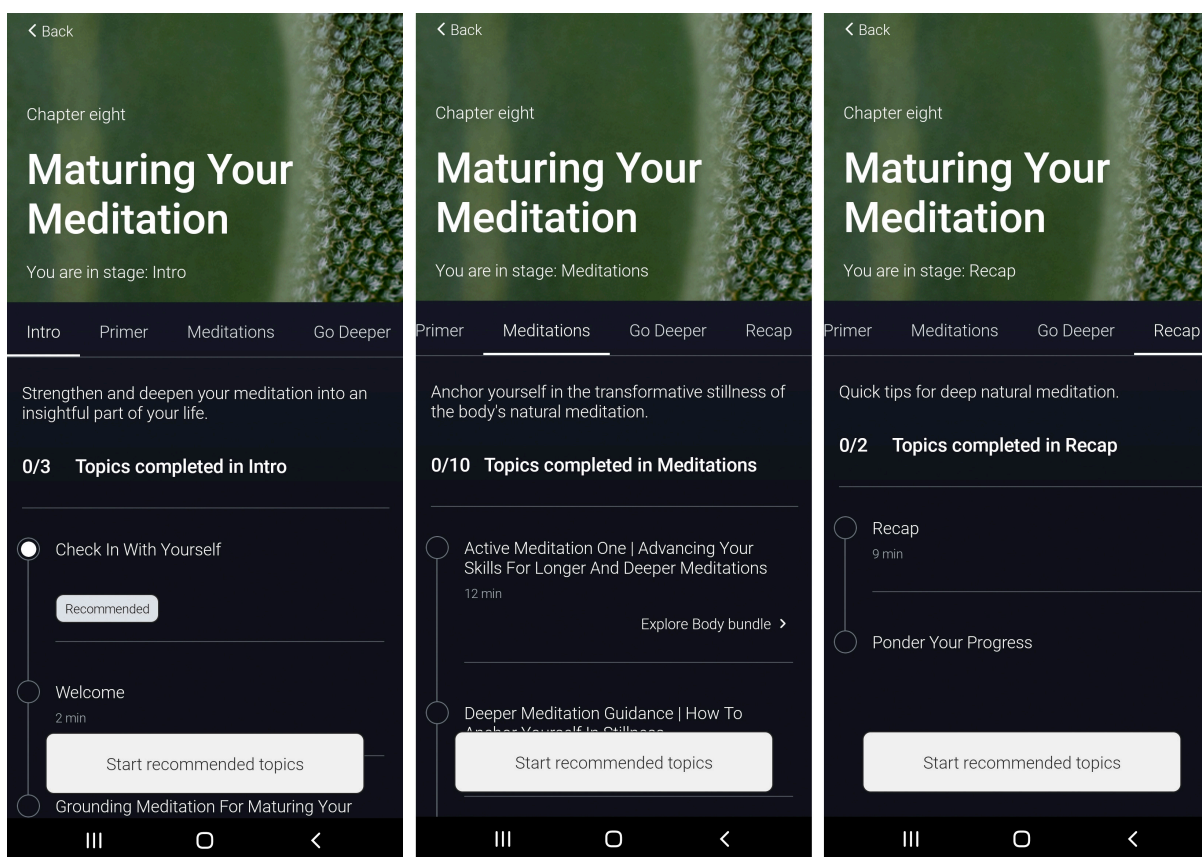 Back
Chapter eight
Maturing Your
Meditation
You are in stage: Intro
Intro Primer Meditations Go Deeper
Strengthen and deepen your meditation into an
insightful part of your life.
0/3 Topics completed in Intro
Check In With Yourself
Recommended
Welcome
2 min
Start recommended topics
Grounding Meditation For Maturing Your
Back
Chapter eight
Maturing Your
Meditation
You are in stage: Meditations
Primer Meditations Go Deeper Recap
Anchor yourself in the transformative stillness of
the body's natural meditation.
0/10 Topics completed in Meditations
Active Meditation One | Advancing Your
Skills For Longer And Deeper Meditations
12 min
Explore Body bundle
Deeper Meditation Guidance | How To
Anchor Yourself In Stillness
Start recommended topics
Back
Chapter eight
Maturing Your
Meditation
You are in stage: Recap
Primer Meditations Go Deeper Recap
Quick tips for deep natural meditation.
0/2 Topics completed in Recap
Recap
9 min
Ponder Your Progress
Start recommended topics